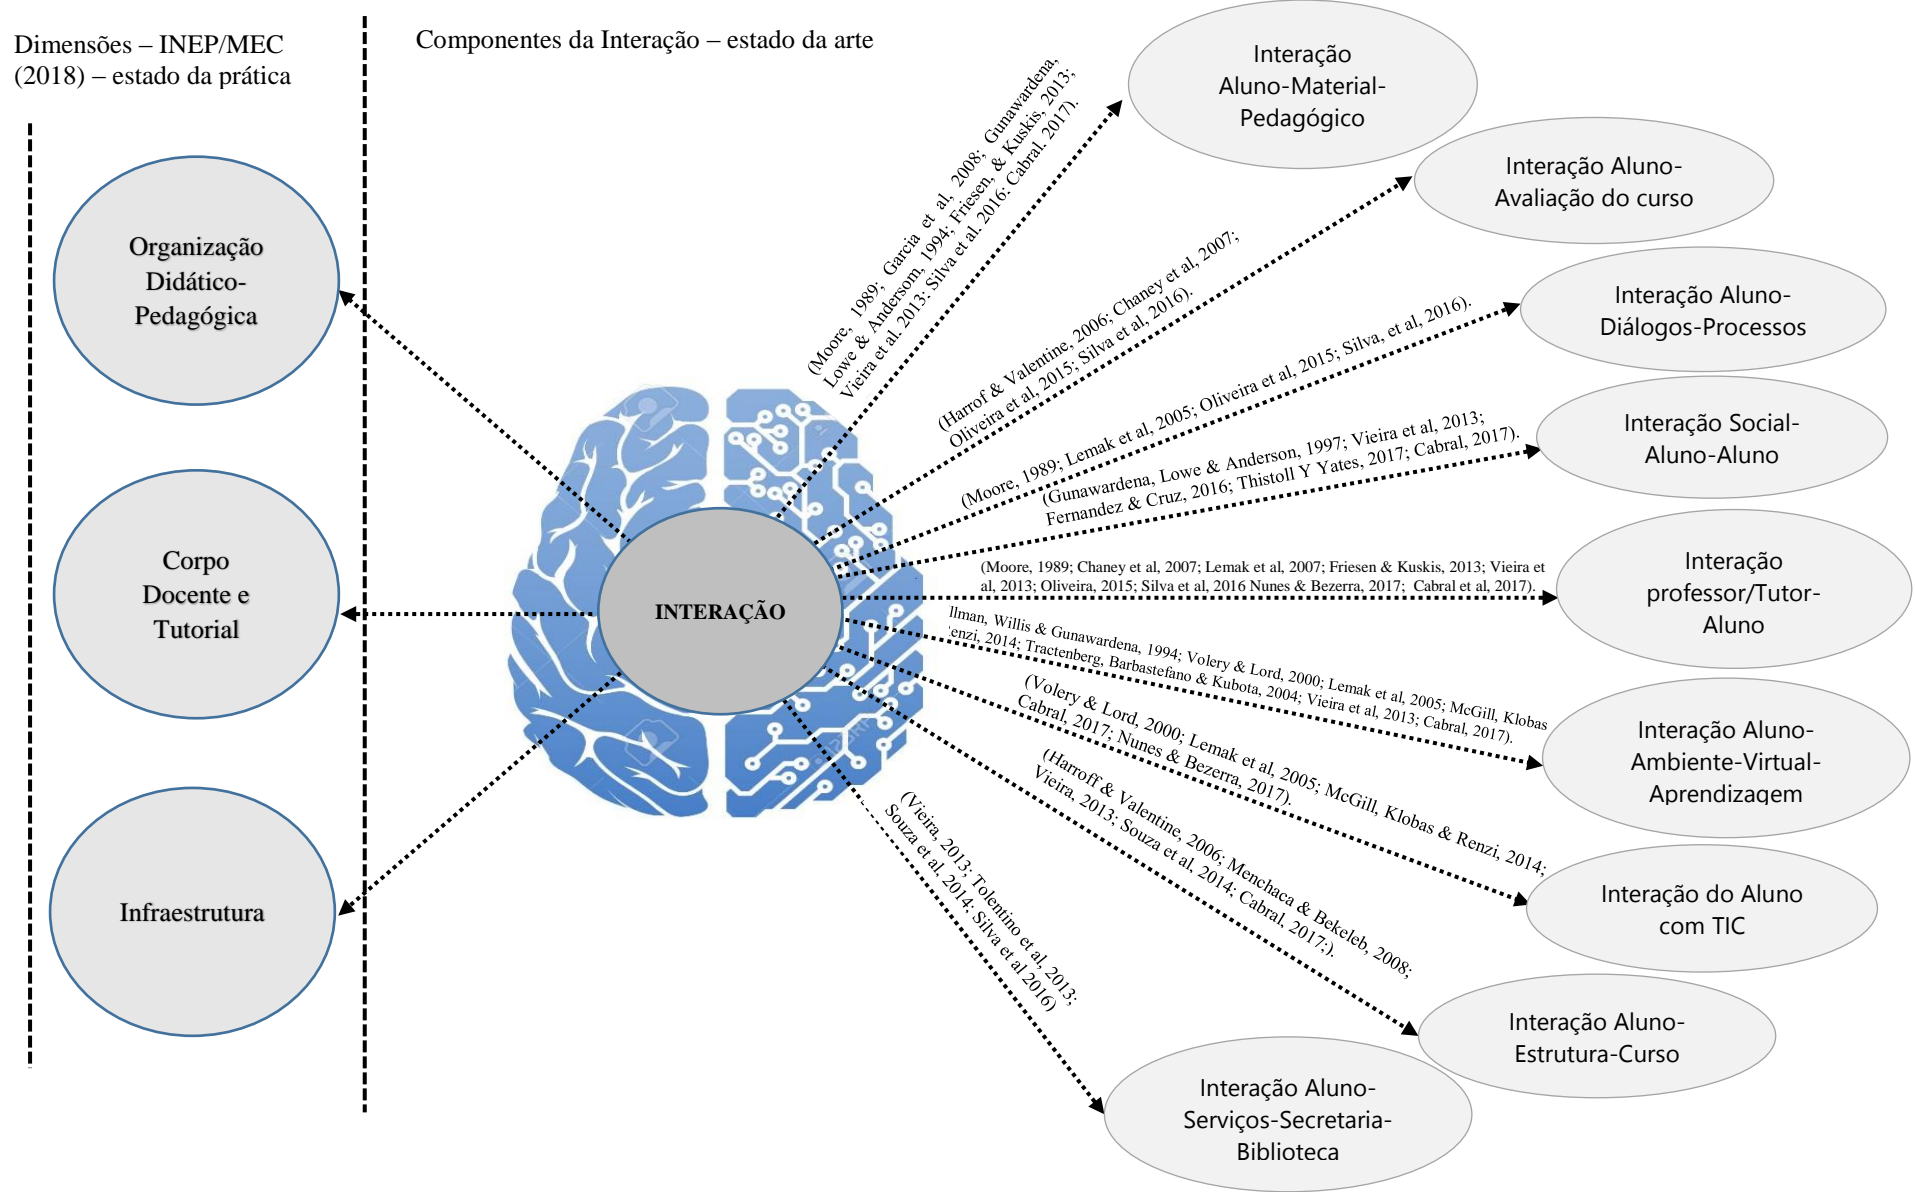 Dimensões – INEP/MEC
(2018) – estado da prática
Componentes da Interação – estado da arte
Organização
Didático-
Pedagógica
Corpo
Docente e
Tutorial
Infraestrutura
INTERAÇÃO
(Moore, 1989; Garcia et al, 2008; Gunawardena,
Lowe & Andersom, 1994; Friesen, & Kuskis, 2013;
Vieira et al. 2013: Silva et al. 2016: Cabral. 2017).
Interação
Aluno-Material-
Pedagógico
(Harrof & Valentine, 2006; Chaney et al, 2007;
Oliveira et al, 2015; Silva et al, 2016).
Interação Aluno-
Avaliação do curso
(Moore, 1989; Lemak et al, 2005; Oliveira et al, 2015; Silva, et al, 2016).
Interação Aluno-
Diálogos-Processos
(Gunawardena, Lowe & Anderson, 1997; Vieira et al, 2013;
Fernandez & Cruz, 2016; Thistoll Y Yates, 2017; Cabral, 2017).
Interação Social-
Aluno-Aluno
(Moore, 1989; Chaney et al, 2007; Lemak et al, 2007; Friesen & Kuskis, 2013; Vieira et
al, 2013; Oliveira, 2015; Silva et al, 2016 Nunes & Bezerra, 2017; Cabral et al, 2017).
Interação
professor/Tutor-
Aluno
llman, Willis & Gunawardena, 1994; Volery & Lord, 2000; Lemak et al, 2005; McGill, Klobas
enzi, 2014; Tractenberg, Barbastefano & Kubota, 2004; Vieira et al, 2013; Cabral, 2017).
Interação Aluno-
Ambiente-Virtual-
Aprendizagem
(Volery & Lord, 2000; Lemak et al, 2005; McGill, Klobas & Renzi, 2014;
Cabral, 2017; Nunes & Bezerra, 2017).
Interação do Aluno
com TIC
(Harroff & Valentine, 2006; Menchaca & Bekeleb, 2008;
Vieira, 2013; Souza et al, 2014; Cabral, 2017;).
Interação Aluno-
Estrutura-Curso
(Vieira, 2013; Tolentino et al, 2013;
Souza et al, 2014; Silva et al 2016)
Interação Aluno-
Serviços-Secretaria-
Biblioteca